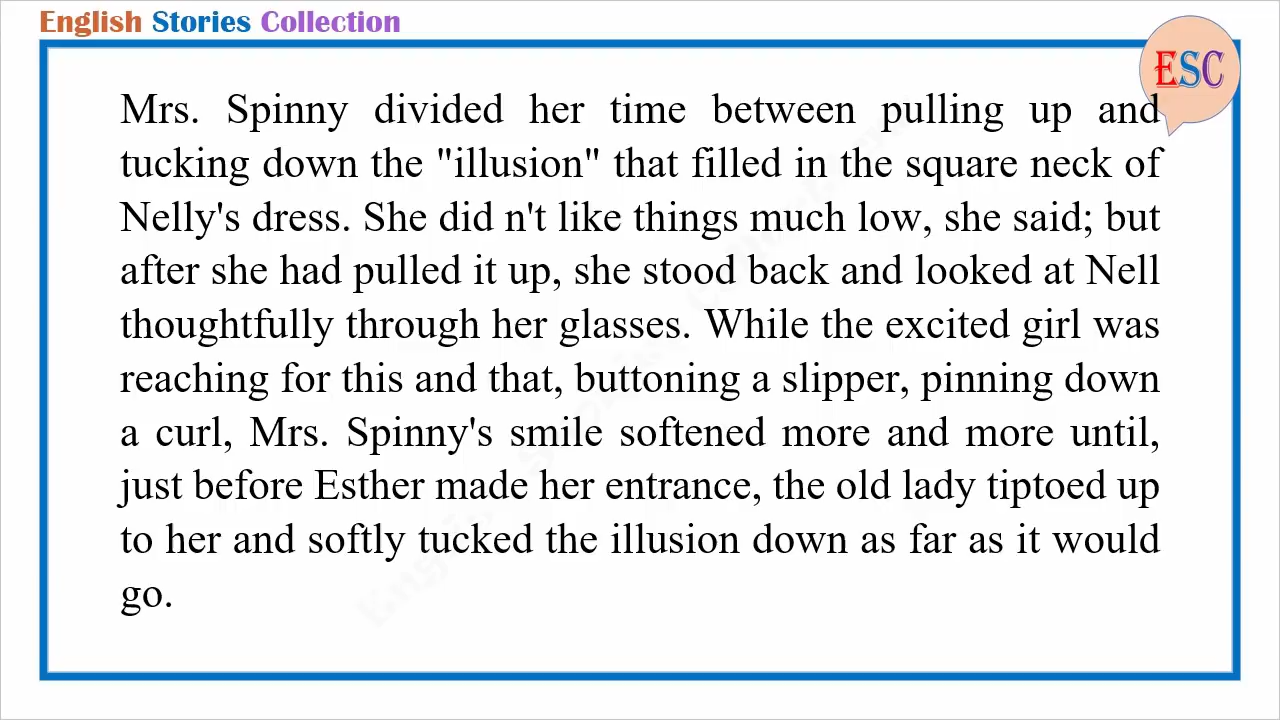 English Stories Collection
ESC
Mrs. Spinny divided her time between pulling up and
tucking down the "illusion" that filled in the square neck of
Nelly's dress. She did n't like things much low, she said; but
after she had pulled it up, she stood back and looked at Nell
thoughtfully through her glasses. While the excited girl was
reaching for this and that, buttoning a slipper, pinning down
a curl, Mrs. Spinny's smile softened more and more until,
just before Esther made her entrance, the old lady tiptoed up
to her and softly tucked the illusion down as far as it would
go.